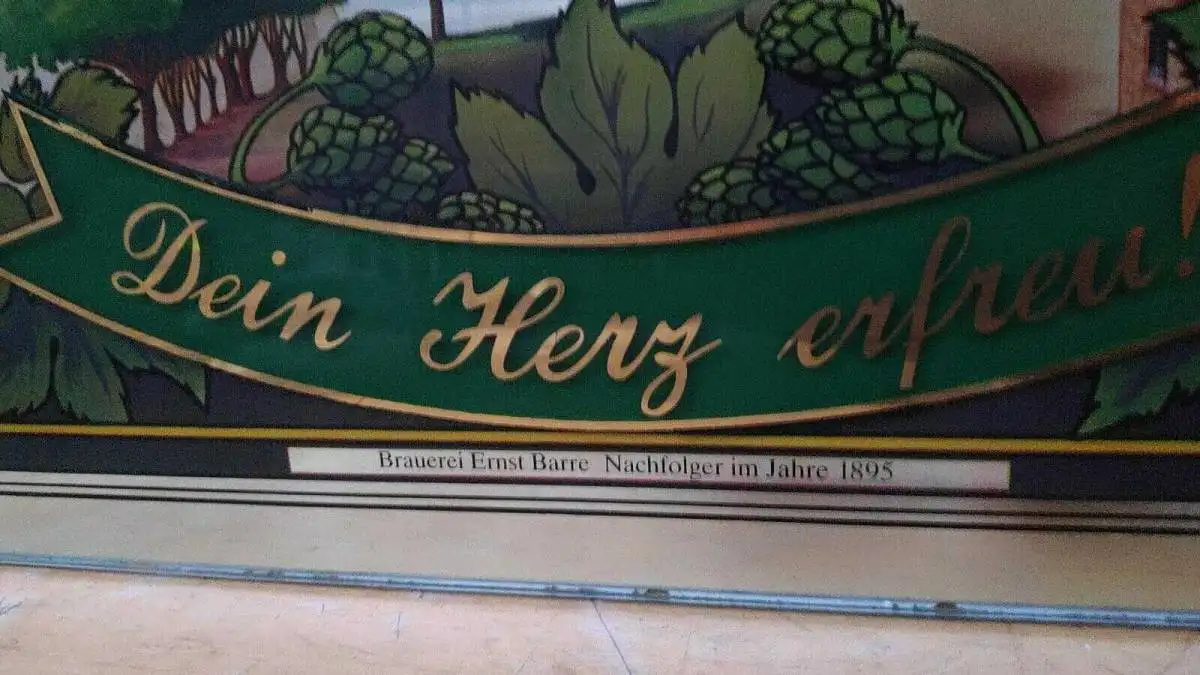 Dein Herz erfreu!
Brauerei Ernst Barre Nachfolger im Jahre 1895